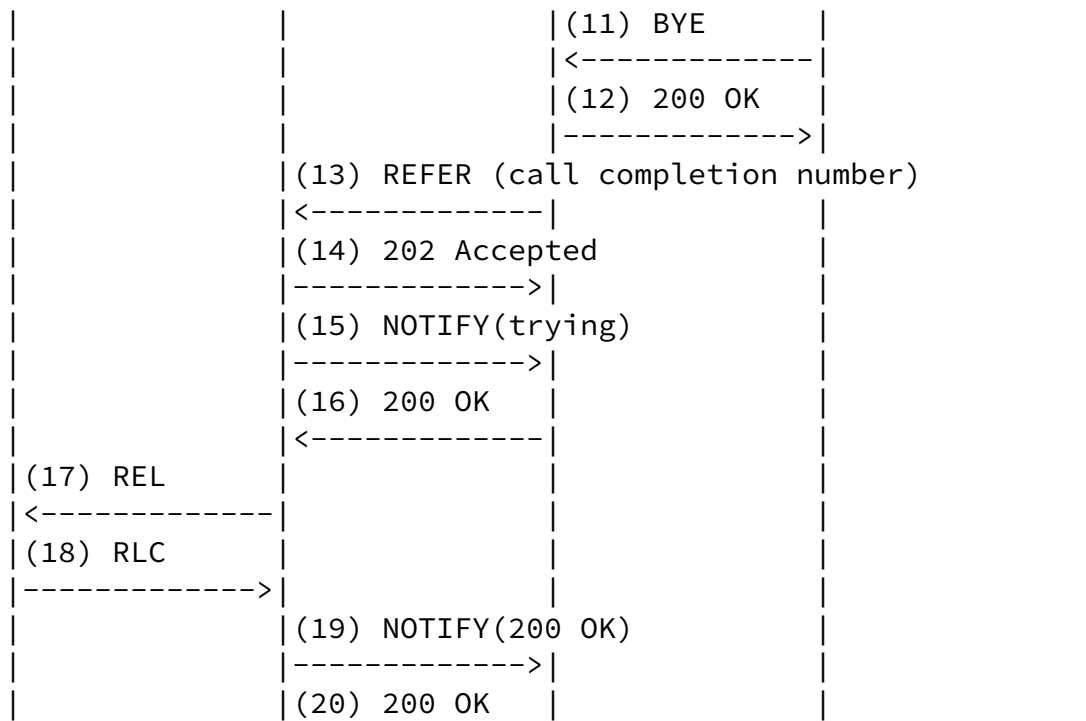 |                 |                 |(11) BYE         |
|                 |                 |<-------------|
|                 |                 |(12) 200 OK    |
|                 |                 |------------->|
|                 |(13) REFER (call completion number)
|                 |<-------------|                 |
|                 |(14) 202 Accepted                 |
|                 |------------->|                 |
|                 |(15) NOTIFY(trying)               |
|                 |------------->|                 |
|                 |(16) 200 OK    |                 |
|                 |<-------------|                 |
|(17) REL         |                 |                 |
|<-------------|                 |                 |
|(18) RLC         |                 |                 |
|------------->|                 |                 |
|                 |(19) NOTIFY(200 OK)               |
|                 |------------->|                 |
|                 |(20) 200 OK    |                 |